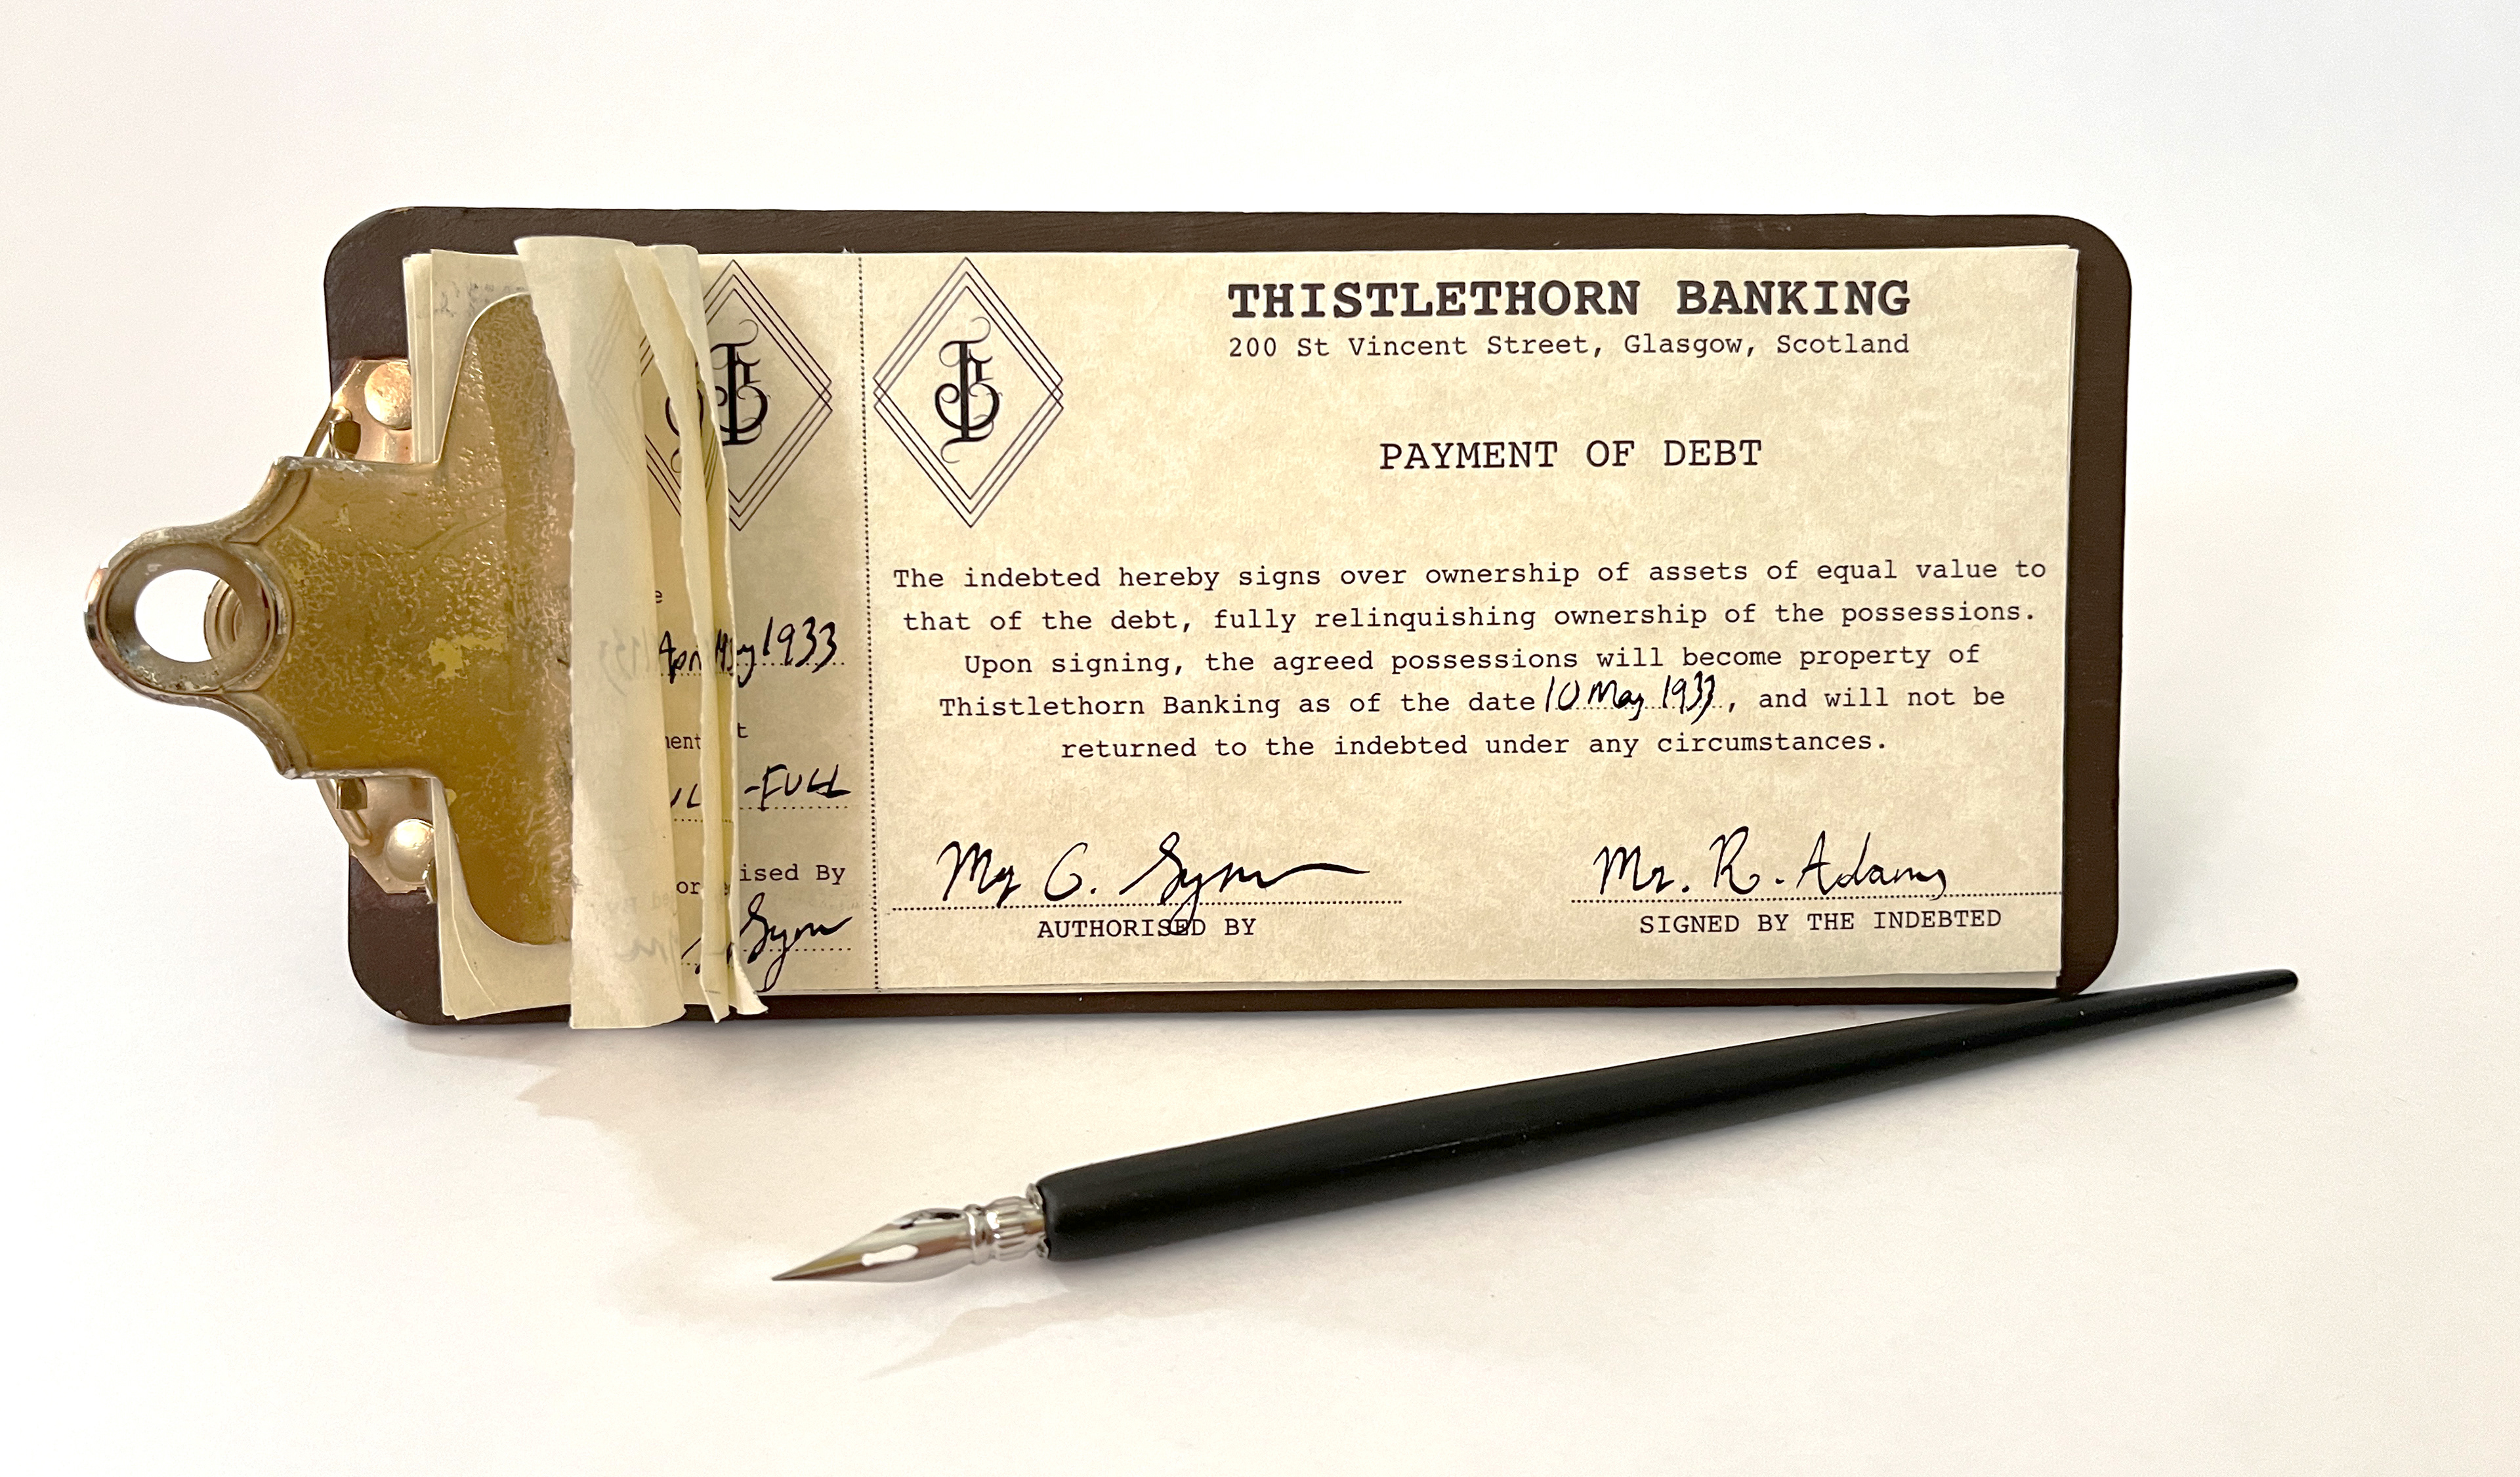 THISTLETHORN BANKING
200 St Vincent Street, Glasgow, Scotland
PAYMENT OF DEBT
The indebted hereby signs over ownership of assets of equal value to
that of the debt, fully relinquishing ownership of the possessions.
Upon signing, the agreed possessions will become property of
Thistlethorn Banking as of the date 10 May 1933, and will not be
returned to the indebted under any circumstances.
Mr. R. Adams
AUTHORISED BY
SIGNED BY THE INDEBTED
May 1933
-FULL
ised By